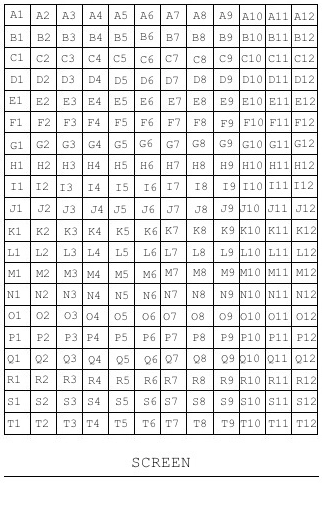 A1 A2 A3 A4 A5 A6 A7 A8 A9 A10 A11 A12
B1 B2 B3 B4 B5 B6 B7 B8 B9 B10 B11 B12
C1 C2 C3 C4 C5 C6 C7 C8 C9 C10 C11 C12
D1 D2 D3 D4 D5 D6 D7 D8 D9 D10 D11 D12
E1 E2 E3 E4 E5 E6 E7 E8 E9 E10 E11 E12
F1 F2 F3 F4 F5 F6 F7 F8 F9 F10 F11 F12
G1 G2 G3 G4 G5 G6 G7 G8 G9 G10 G11 G12
H1 H2 H3 H4 H5 H6 H7 H8 H9 H10 H11 H12
I1 I2 I3 I4 I5 I6 I7 I8 I9 I10 I11 I12
J1 J2 J3 J4 J5 J6 J7 J8 J9 J10 J11 J12
K1 K2 K3 K4 K5 K6 K7 K8 K9 K10 K11 K12
L1 L2 L3 L4 L5 L6 L7 L8 L9 L10 L11 L12
M1 M2 M3 M4 M5 M6 M7 M8 M9 M10 M11 M12
N1 N2 N3 N4 N5 N6 N7 N8 N9 N10 N11 N12
O1 O2 O3 O4 O5 O6 O7 O8 O9 O10 O11 O12
P1 P2 P3 P4 P5 P6 P7 P8 P9 P10 P11 P12
Q1 Q2 Q3 Q4 Q5 Q6 Q7 Q8 Q9 Q10 Q11 Q12
R1 R2 R3 R4 R5 R6 R7 R8 R9 R10 R11 R12
S1 S2 S3 S4 S5 S6 S7 S8 S9 S10 S11 S12
T1 T2 T3 T4 T5 T6 T7 T8 T9 T10 T11 T12
SCREEN